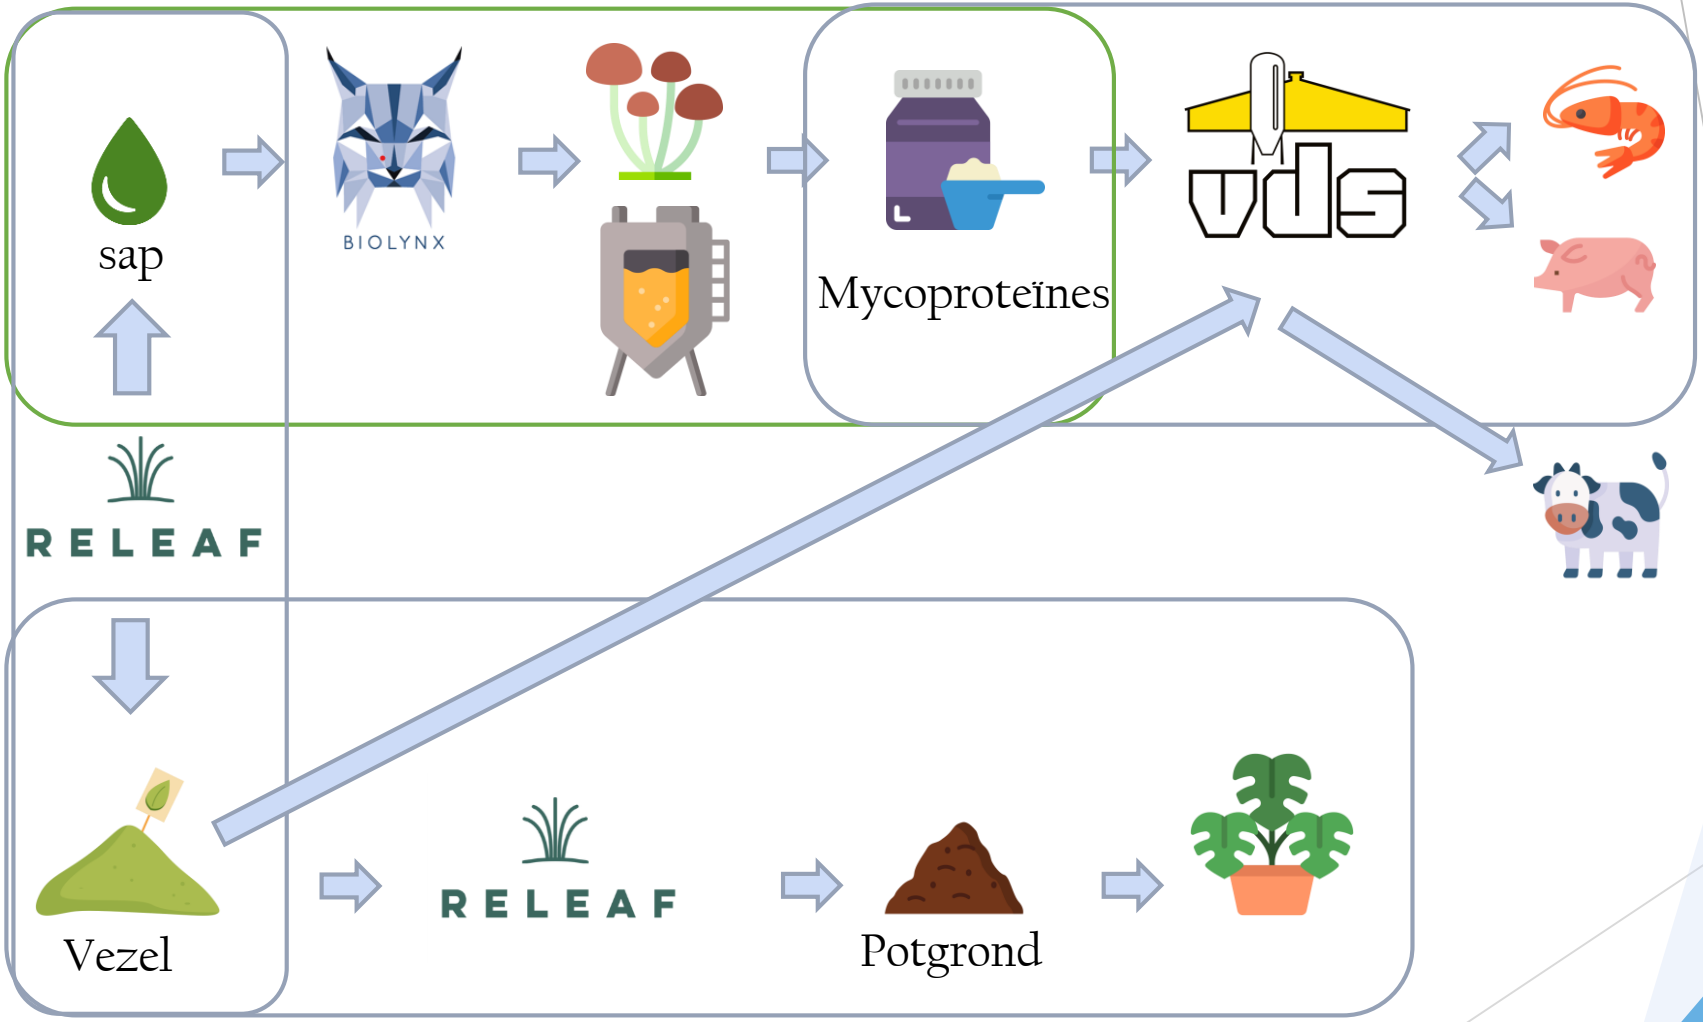 sap
BIOLYNX
Mycoproteïnes
vds
RELEAF
Vezel
RELEAF
Potgrond